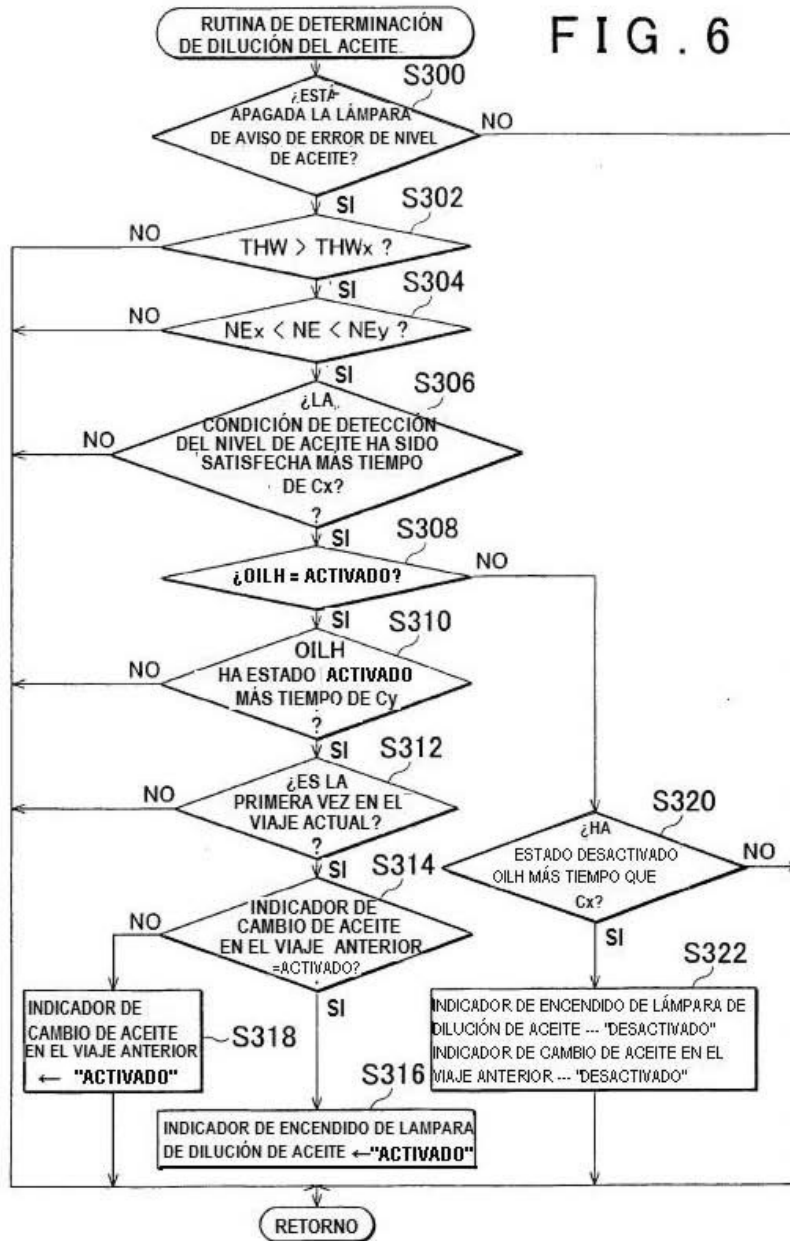 RUTINA DE DETERMINACIÓN
DE DILUCIÓN DEL ACEITE
FIG. 6
S300
¿ESTÁ
APAGADA LA LÁMPARA
DE AVISO DE ERROR DE NIVEL
DE ACEITE?
NO
SI
S302
NO
THW > THWx ?
SI
S304
NO
NEx < NE < NEy ?
SI
S306
¿LA
CONDICIÓN DE DETECCIÓN
DEL NIVEL DE ACEITE HA SIDO
SATISFECHA MÁS TIEMPO
DE Cx?
?
NO
SI
S308
¿OILH = ACTIVADO?
NO
SI
S310
OILH
HA ESTADO ACTIVADO
MÁS TIEMPO DE Cy
?
NO
SI
S312
¿ES LA
PRIMERA VEZ EN EL
VIAJE ACTUAL?
?
NO
SI
S320
¿HA
ESTADO DESACTIVADO
OILH MÁS TIEMPO QUE
Cx?
NO
SI
S314
INDICADOR DE
CAMBIO DE ACEITE
EN EL VIAJE ANTERIOR
=ACTIVADO?
NO
SI
S322
INDICADOR DE ENCENDIDO DE LÁMPARA DE
DILUCIÓN DE ACEITE --- "DESACTIVADO"
INDICADOR DE CAMBIO DE ACEITE EN EL
VIAJE ANTERIOR --- "DESACTIVADO"
INDICADOR DE
CAMBIO DE ACEITE
EN EL VIAJE ANTERIOR
← "ACTIVADO"
S318
S316
INDICADOR DE ENCENDIDO DE LAMPARA
DE DILUCIÓN DE ACEITE ←"ACTIVADO"
RETORNO